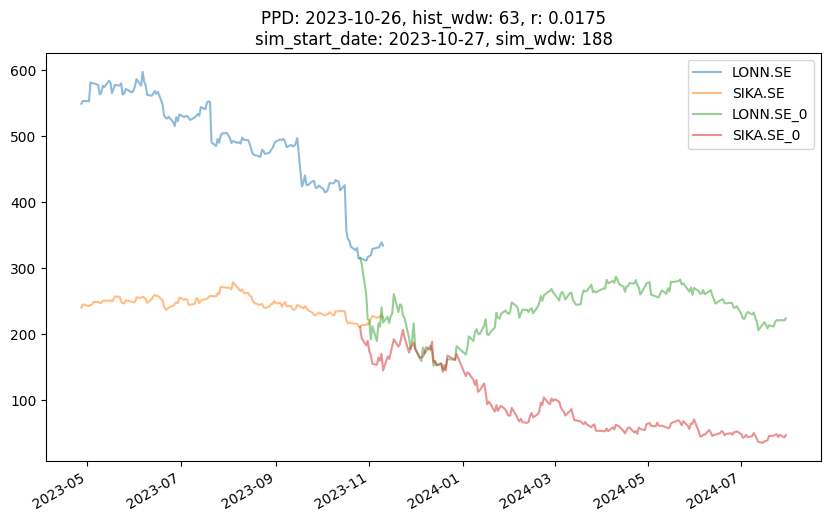 PPD: 2023-10-26, hist_wdw: 63, r: 0.0175
sim_start_date: 2023-10-27, sim_wdw: 188
LONN.SE
SIKA.SE
LONN.SE_0
SIKA.SE_0
600
500
400
300
200
100
2023-05
2023-07
2023-09
2023-11
2024-01
2024-03
2024-05
2024-07